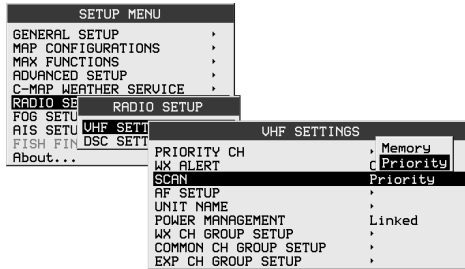 SETUP MENU
GENERAL SETUP
MAP CONFIGURATIONS
MAX FUNCTIONS
ADVANCED SETUP
C-MAP WEATHER SERVICE
RADIO SE
FOG SETU
AIS SETU
FISH FIN
About...
RADIO SETUP
VHF SETT
DSC SETT
VHF SETTINGS
PRIORITY CH
WX ALERT
SCAN Priority
AF SETUP
UNIT NAME
POWER MANAGEMENT Linked
WX CH GROUP SETUP
COMMON CH GROUP SETUP
EXP CH GROUP SETUP
Memory
Priority